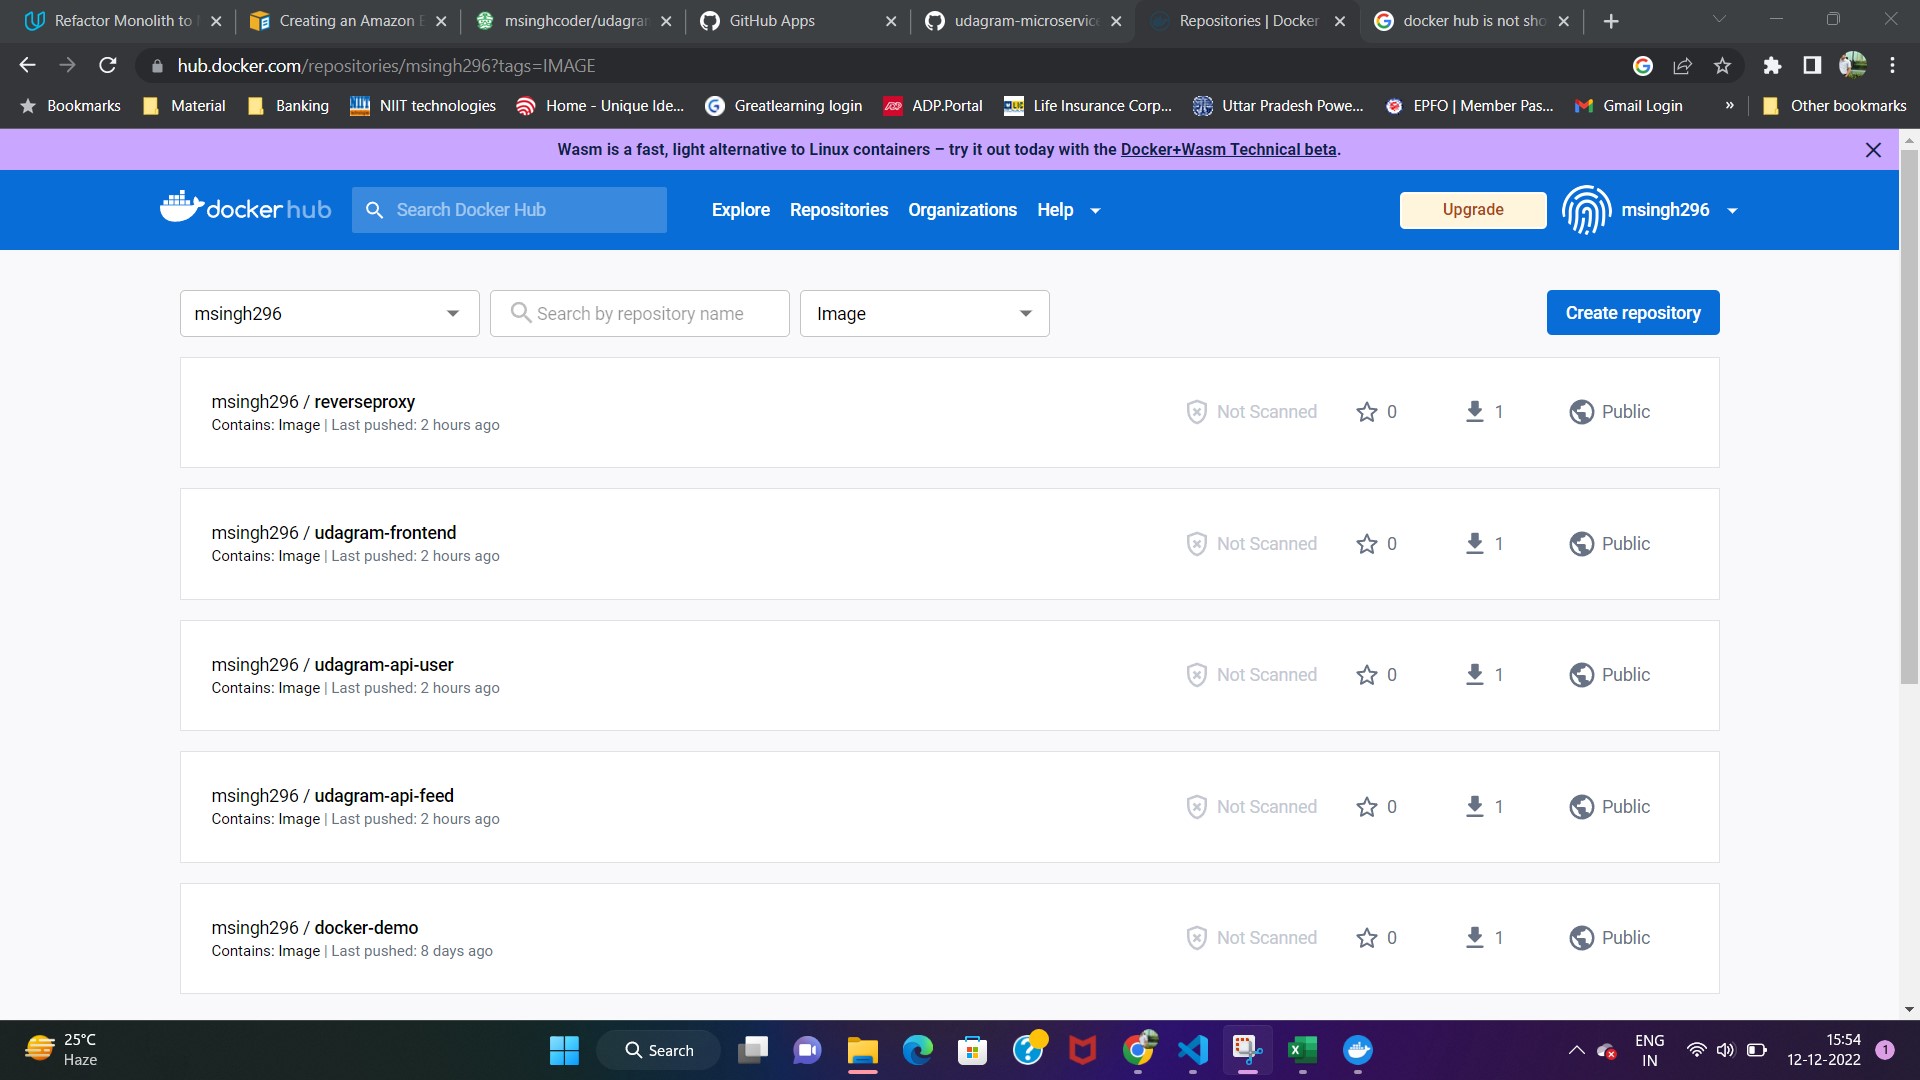 Refactor Monolith to
Creating an Amazon
msinghcoder/udagra
GitHub Apps
udagram-microservic
Repositories | Docker
docker hub is not sho
hub.docker.com/repositories/msingh296?tags=IMAGE
Bookmarks
Material
Banking
NIIT technologies
Home - Unique Ide...
Greatlearning login
ADP.Portal
Life Insurance Corp...
Uttar Pradesh Powe...
EPFO | Member Pas...
Gmail Login
»
Other bookmarks
Wasm is a fast, light alternative to Linux containers – try it out today with the Docker+Wasm Technical beta.
docker hub
Search Docker Hub
Explore
Repositories
Organizations
Help
Upgrade
msingh296
msingh296
Search by repository name
Image
Create repository
msingh296 / reverseproxy
Contains: Image | Last pushed: 2 hours ago
Not Scanned
0
1
Public
msingh296 / udagram-frontend
Contains: Image | Last pushed: 2 hours ago
Not Scanned
0
1
Public
msingh296 / udagram-api-user
Contains: Image | Last pushed: 2 hours ago
Not Scanned
0
1
Public
msingh296 / udagram-api-feed
Contains: Image | Last pushed: 2 hours ago
Not Scanned
0
1
Public
msingh296 / docker-demo
Contains: Image | Last pushed: 8 days ago
Not Scanned
0
1
Public
25°C
Haze
Search
ENG
IN
15:54
12-12-2022
1